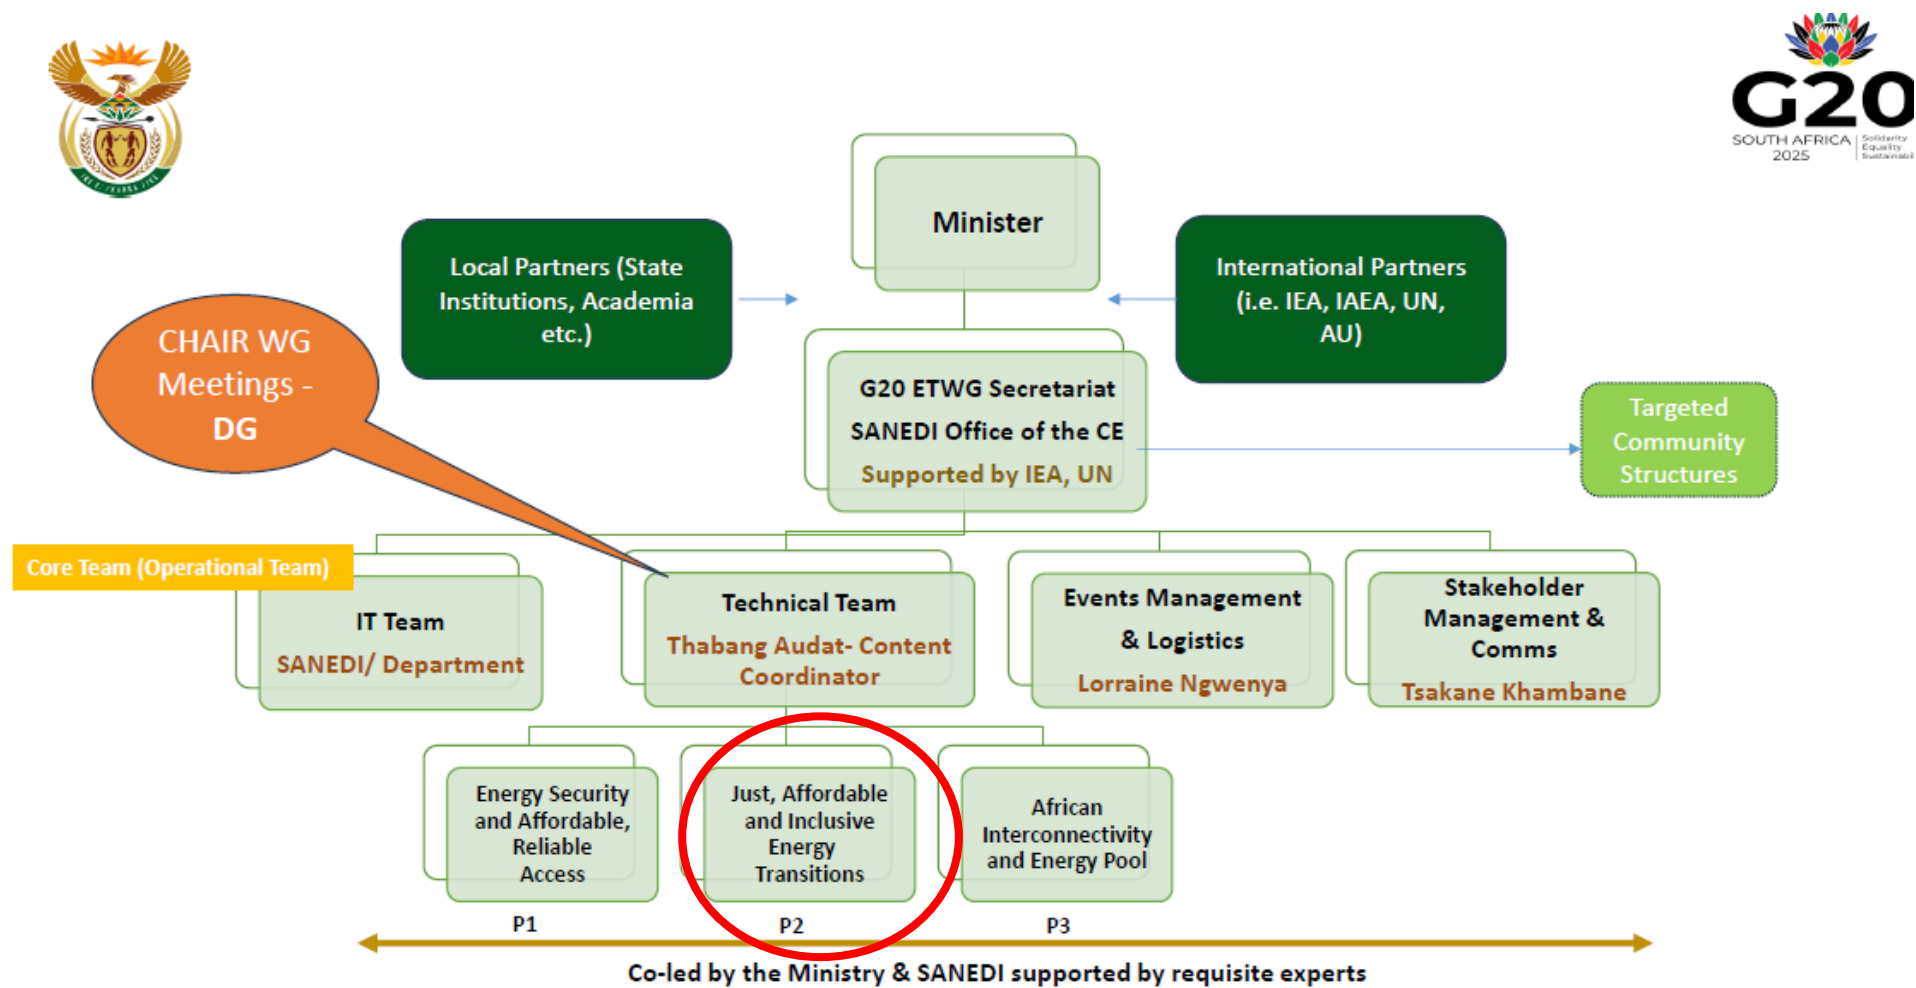 G20
SOUTH AFRICA
2025
Solidarity
Equality
Minister
Local Partners (State
Institutions, Academia
etc.)
International Partners
(i.e. IEA, IAEA, UN,
AU)
CHAIR WG
Meetings -
DG
G20 ETWG Secretariat
SANEDI Office of the CE
Supported by IEA, UN
Targeted
Community
Structures
Core Team (Operational Team)
IT Team
SANEDI/ Department
Technical Team
Thabang Audat- Content
Coordinator
Events Management
& Logistics
Lorraine Ngwenya
Stakeholder
Management &
Comms
Tsakane Khambane
Energy Security
and Affordable,
Reliable
Access
Just, Affordable
and Inclusive
Energy
Transitions
African
Interconnectivity
and Energy Pool
P1
P2
P3
Co-led by the Ministry & SANEDI supported by requisite experts